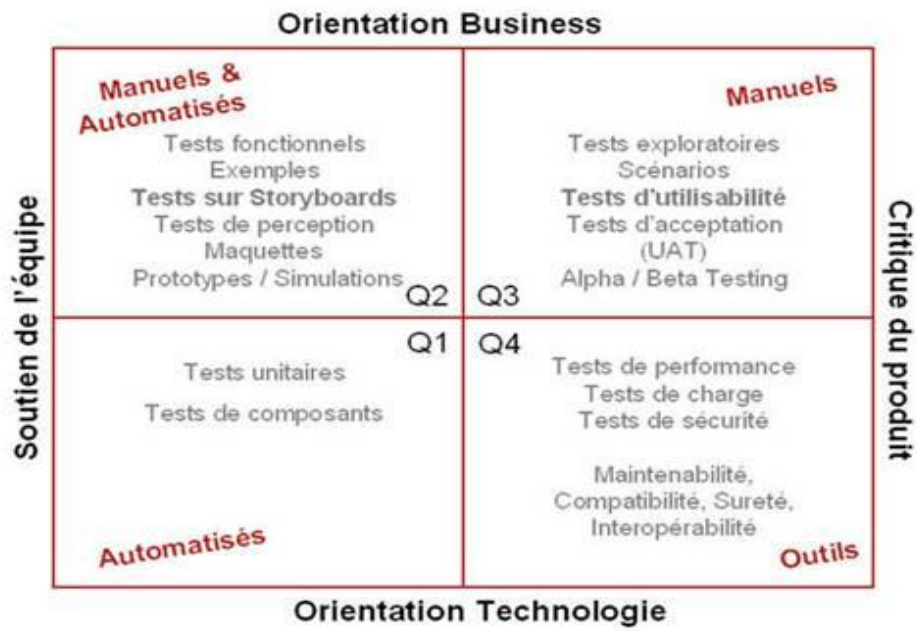 Orientation Business
Manuels &
Automatisés
Tests fonctionnels
Exemples
Tests sur Storyboards
Tests de perception
Maquettes
Prototypes / Simulations
Q2
Manuels
Tests exploratoires
Scénarios
Tests d'utilisabilité
Tests d'acceptation
(UAT)
Alpha / Beta Testing
Q3
Soutien de l'équipe
Critique du produit
Q1
Tests unitaires
Tests de composants
Automatisés
Q4
Tests de performance
Tests de charge
Tests de sécurité
Maintenabilité,
Compatibilité, Sureté,
Interopérabilité
Outils
Orientation Technologie